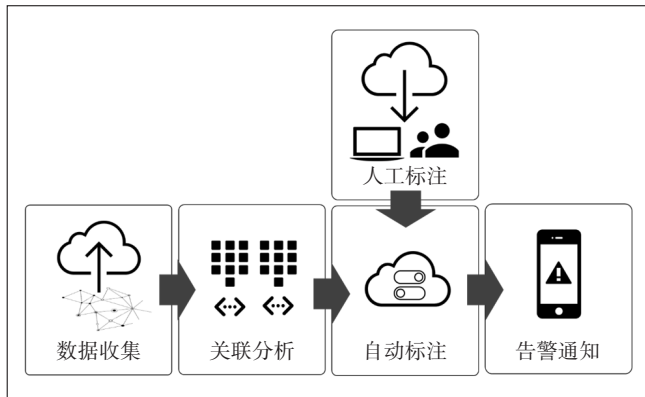 人工标注
数据收集
关联分析
自动标注
告警通知